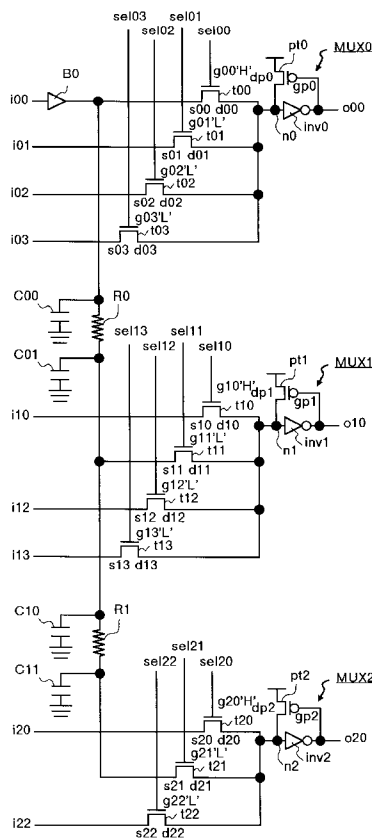 sel03 sel01
sel02 sel00
pt0 MUX0
B0 g00'H' dp0 gp0
i00 t00 o00
s00 d00 n0 inv0
g01'L'
i01 t01
s01 d01
g02'L'
i02 t02
s02 d02
g03'L'
i03 t03
s03 d03
C00 R0
sel13 sel11
C01 sel12 sel10
pt1 MUX1
g10'H' dp1 gp1
i10 t10 o10
s10 d10 n1 inv1
g11'L'
t11
s11 d11
g12'L'
i12 t12
s12 d12
g13'L'
i13 t13
s13 d13
C10 R1
sel21
C11 sel22 sel20
pt2 MUX2
g20'H' dp2 gp2
i20 t20 o20
s20 d20 n2 inv2
g21'L'
t21
s21 d21
g22'L'
i22 t22
s22 d22